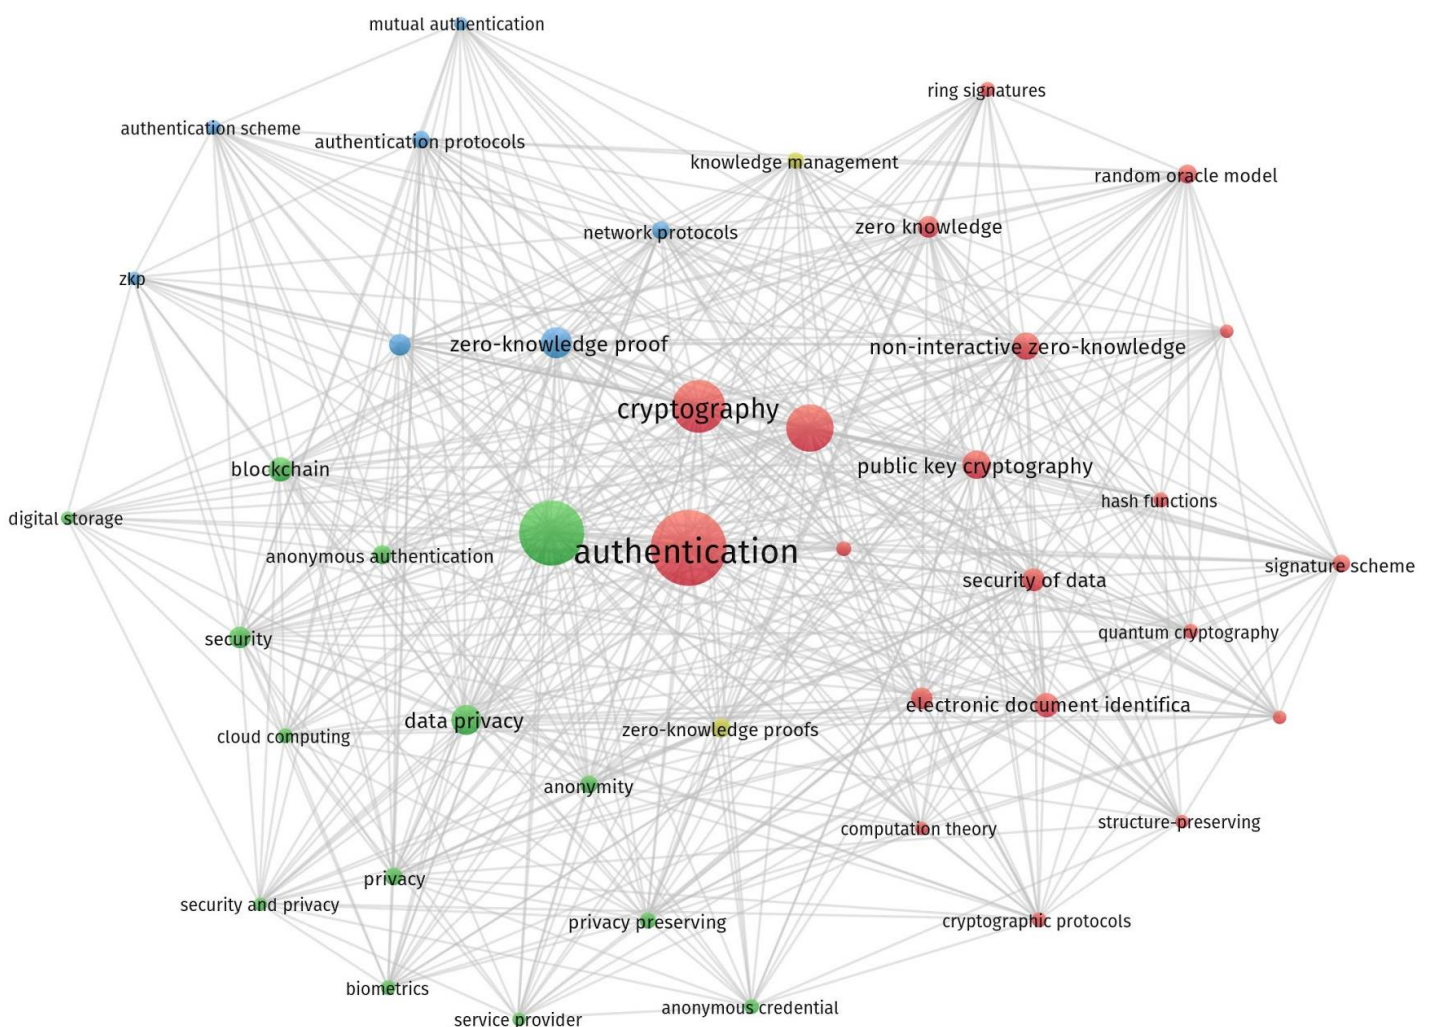 mutual authentication
ring signatures
authentication scheme
authentication protocols
knowledge management
random oracle model
network protocols
zero knowledge
zkp
zero-knowledge proof
non-interactive zero-knowledge
cryptography
blockchain
public key cryptography
hash functions
digital storage
anonymous authentication
authentication
signature scheme
security of data
security
quantum cryptography
electronic document identifica
data privacy
zero-knowledge proofs
cloud computing
anonymity
computation theory
structure-preserving
privacy
security and privacy
privacy preserving
cryptographic protocols
biometrics
anonymous credential
service provider